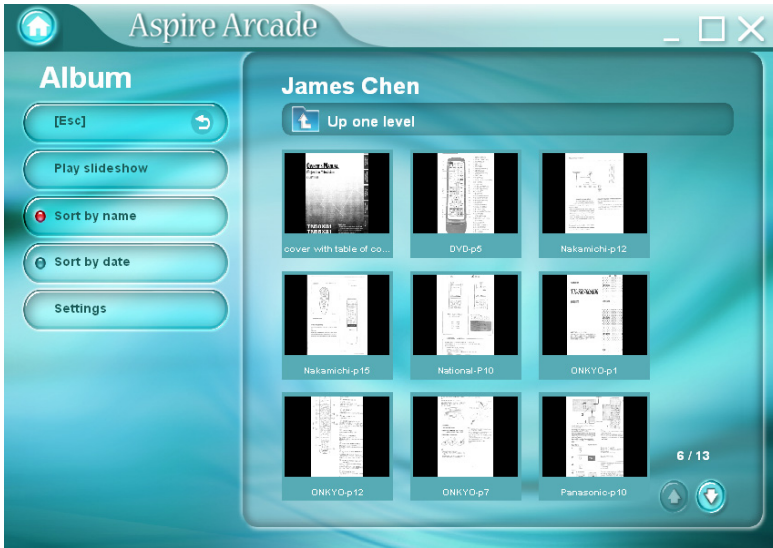 Aspire Arcade
Album
[Esc]
Play slideshow
Sort by name
Sort by date
Settings
James Chen
Up one level
cover with table of co...
DVD-p5
Nakamichi-p12
Nakamichi-p15
National-P10
ONKYO-p1
ONKYO-p12
ONKYO-p7
Panasonic-p10
6 / 13